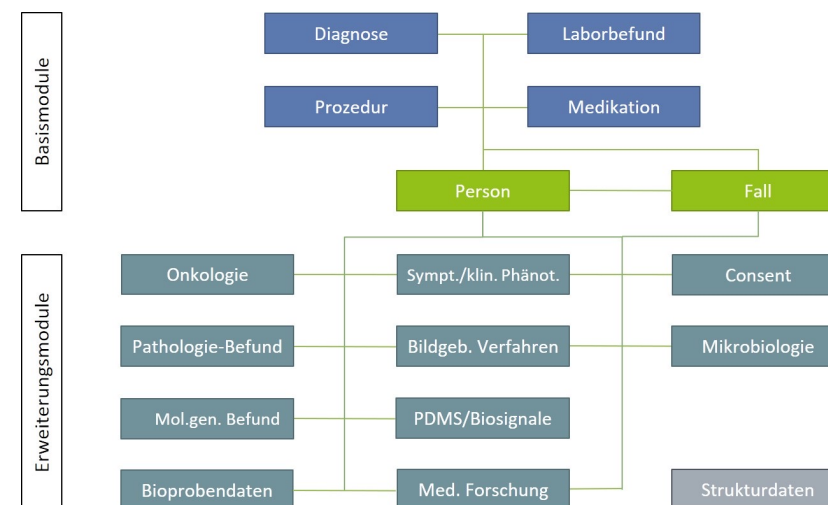 Basismodule
Diagnose
Laborbefund
Prozedur
Medikation
Person
Fall
Erweiterungsmodule
Onkologie
Sympt./klin. Phänot.
Consent
Pathologie-Befund
Bildgeb. Verfahren
Mikrobiologie
Mol.gen. Befund
PDMS/Biosignale
Bioprobendaten
Med. Forschung
Strukturdaten